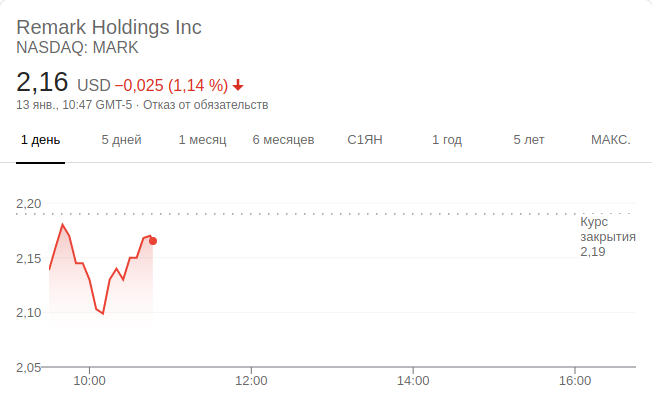 Remark Holdings Inc
NASDAQ: MARK
2,16 USD −0,025 (1,14 %)
13 янв., 10:47 GMT-5 · Отказ от обязательств
1 день 5 дней 1 месяц 6 месяцев С1ЯН 1 год 5 лет МАКС.
2,20
Курс
закрытия
2,19
2,15
2,10
2,05
10:00 12:00 14:00 16:00